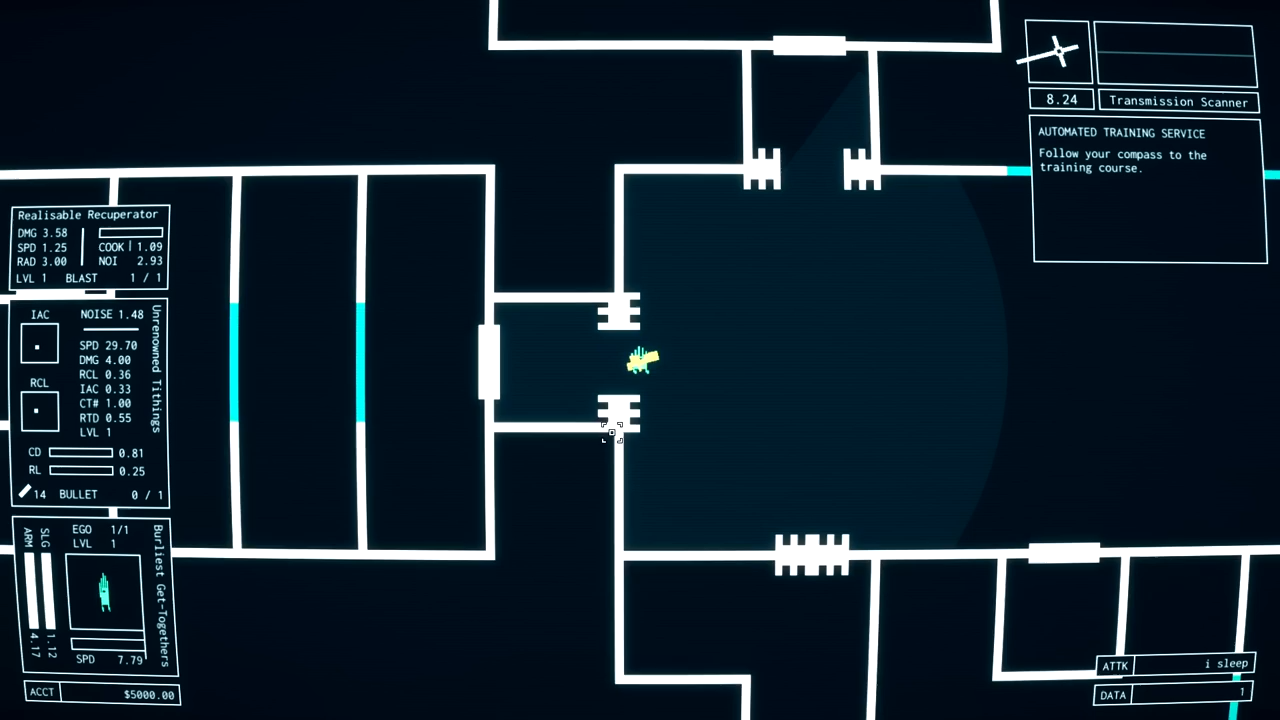 8.24
Transmission Scanner
AUTOMATED TRAINING SERVICE
Follow your compass to the
training course.
Realisable Recuperator
DMG 3.58
SPD 1.25
RAD 3.00
COOK 1.09
NOI 2.93
LVL 1 BLAST 1 / 1
Unrenowned Tithings
IAC
NOISE 1.48
SPD 29.70
DMG 4.00
RCL
RCL 0.36
IAC 0.33
CT# 1.00
RTD 0.55
LVL 1
CD 0.81
RL 0.25
14 BULLET 0 / 1
Burliest Get-Togethers
EGO 1/1
LVL 1
ARM 4.17
SLG 1.12
SPD 7.79
ACCT $5000.00
ATTK i sleep
DATA 1